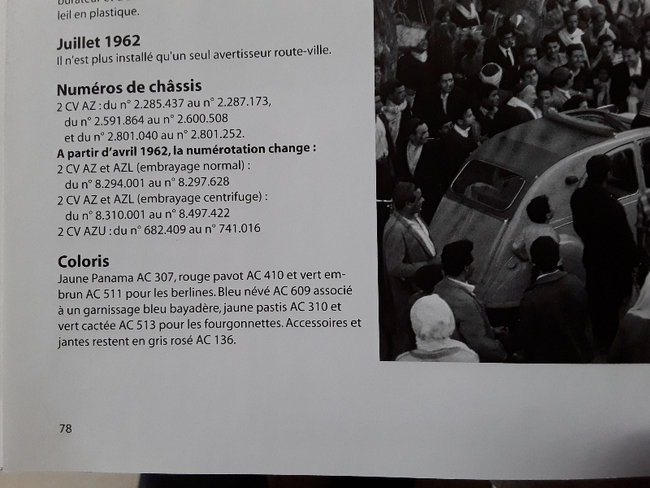 leil en plastique.
Juillet 1962
Il n'est plus installé qu'un seul avertisseur route-ville.
Numéros de châssis
2 CV AZ : du n° 2.285.437 au n° 2.287.173,
du n° 2.591.864 au n° 2.600.508
et du n° 2.801.040 au n° 2.801.252.
A partir d'avril 1962, la numérotation change :
2 CV AZ et AZL (embrayage normal) :
du n° 8.294.001 au n° 8.297.628
2 CV AZ et AZL (embrayage centrifuge) :
du n° 8.310.001 au n° 8.497.422
2 CV AZU : du n° 682.409 au n° 741.016
Coloris
Jaune Panama AC 307, rouge pavot AC 410 et vert em-
brun AC 511 pour les berlines. Bleu névé AC 609 associé
à un garnissage bleu bayadère, jaune pastis AC 310 et
vert cactée AC 513 pour les fourgonnettes. Accessoires et
jantes restent en gris rosé AC 136.
78